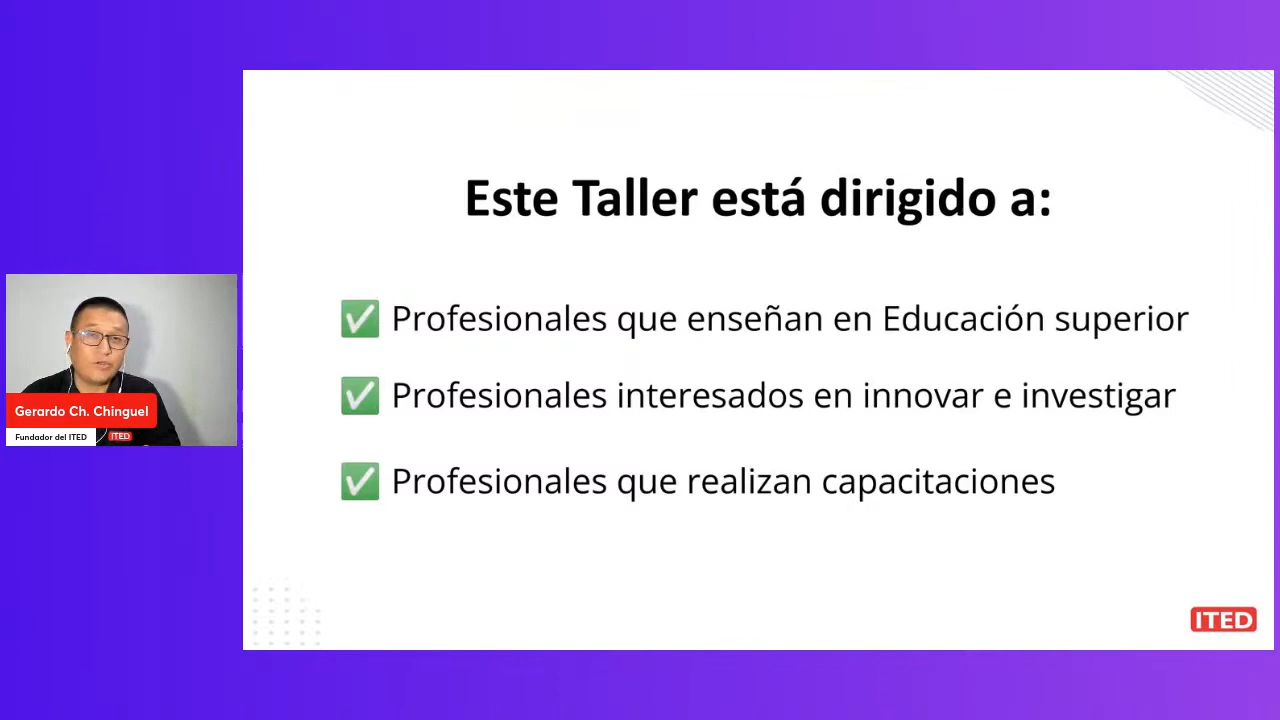 Este Taller está dirigido a:
✅ Profesionales que enseñan en Educación superior
✅ Profesionales interesados en innovar e investigar
✅ Profesionales que realizan capacitaciones
Gerardo Ch. Chinguel
Fundador del ITED
ITED
ITED